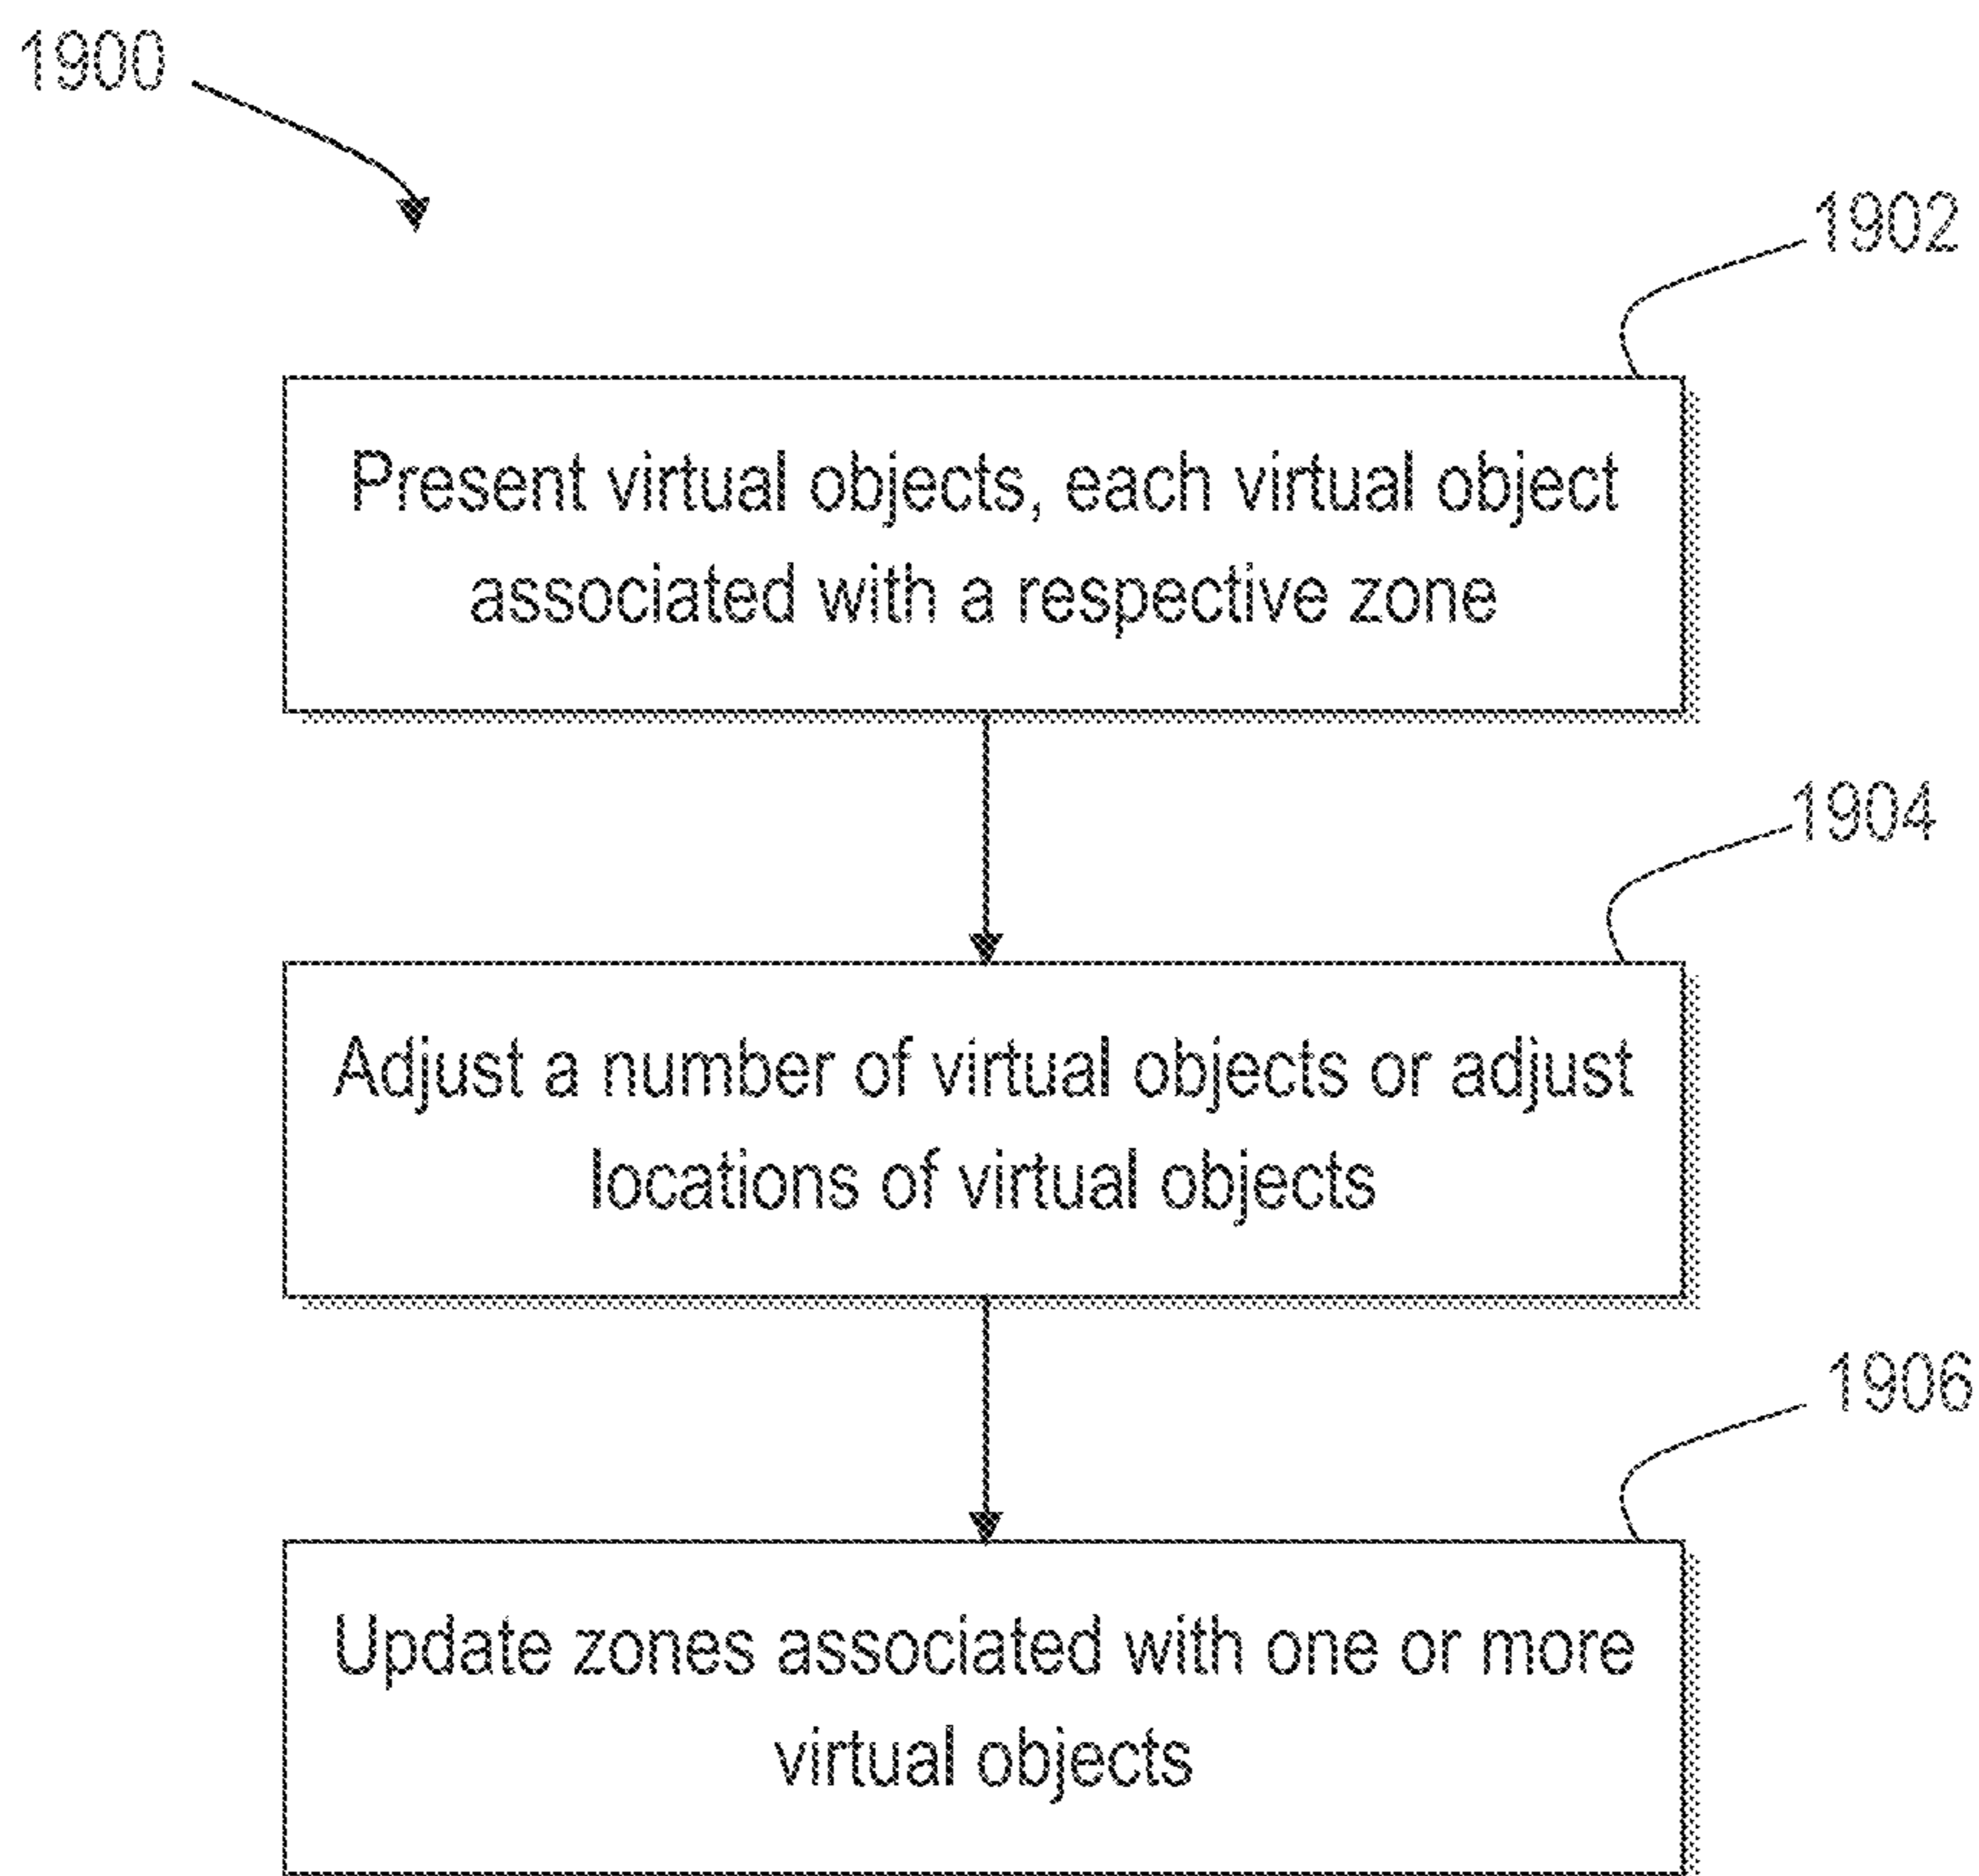 1900
1902
Present virtual objects, each virtual object
associated with a respective zone
1904
Adjust a number of virtual objects or adjust
locations of virtual objects
1906
Update zones associated with one or more
virtual objects